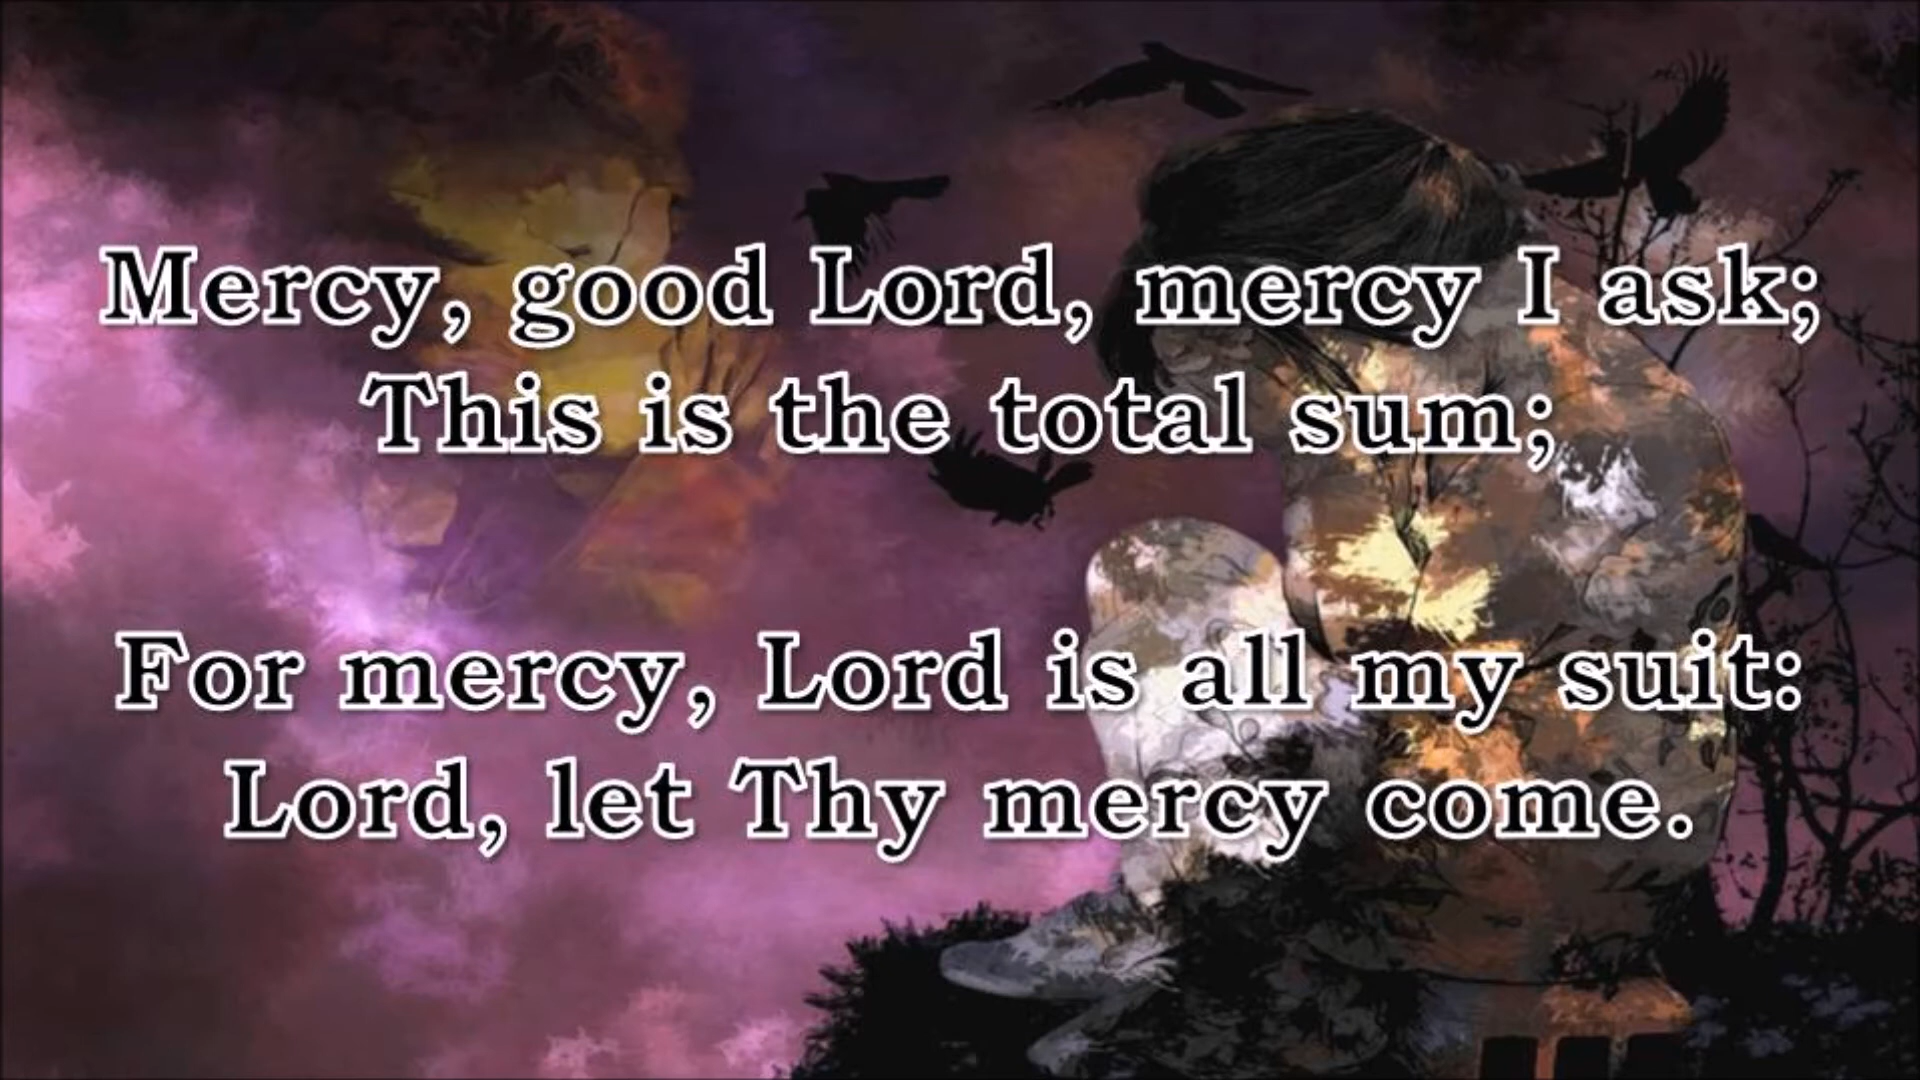 Mercy, good Lord, mercy I ask;
This is the total sum;
For mercy, Lord is all my suit:
Lord, let Thy mercy come.